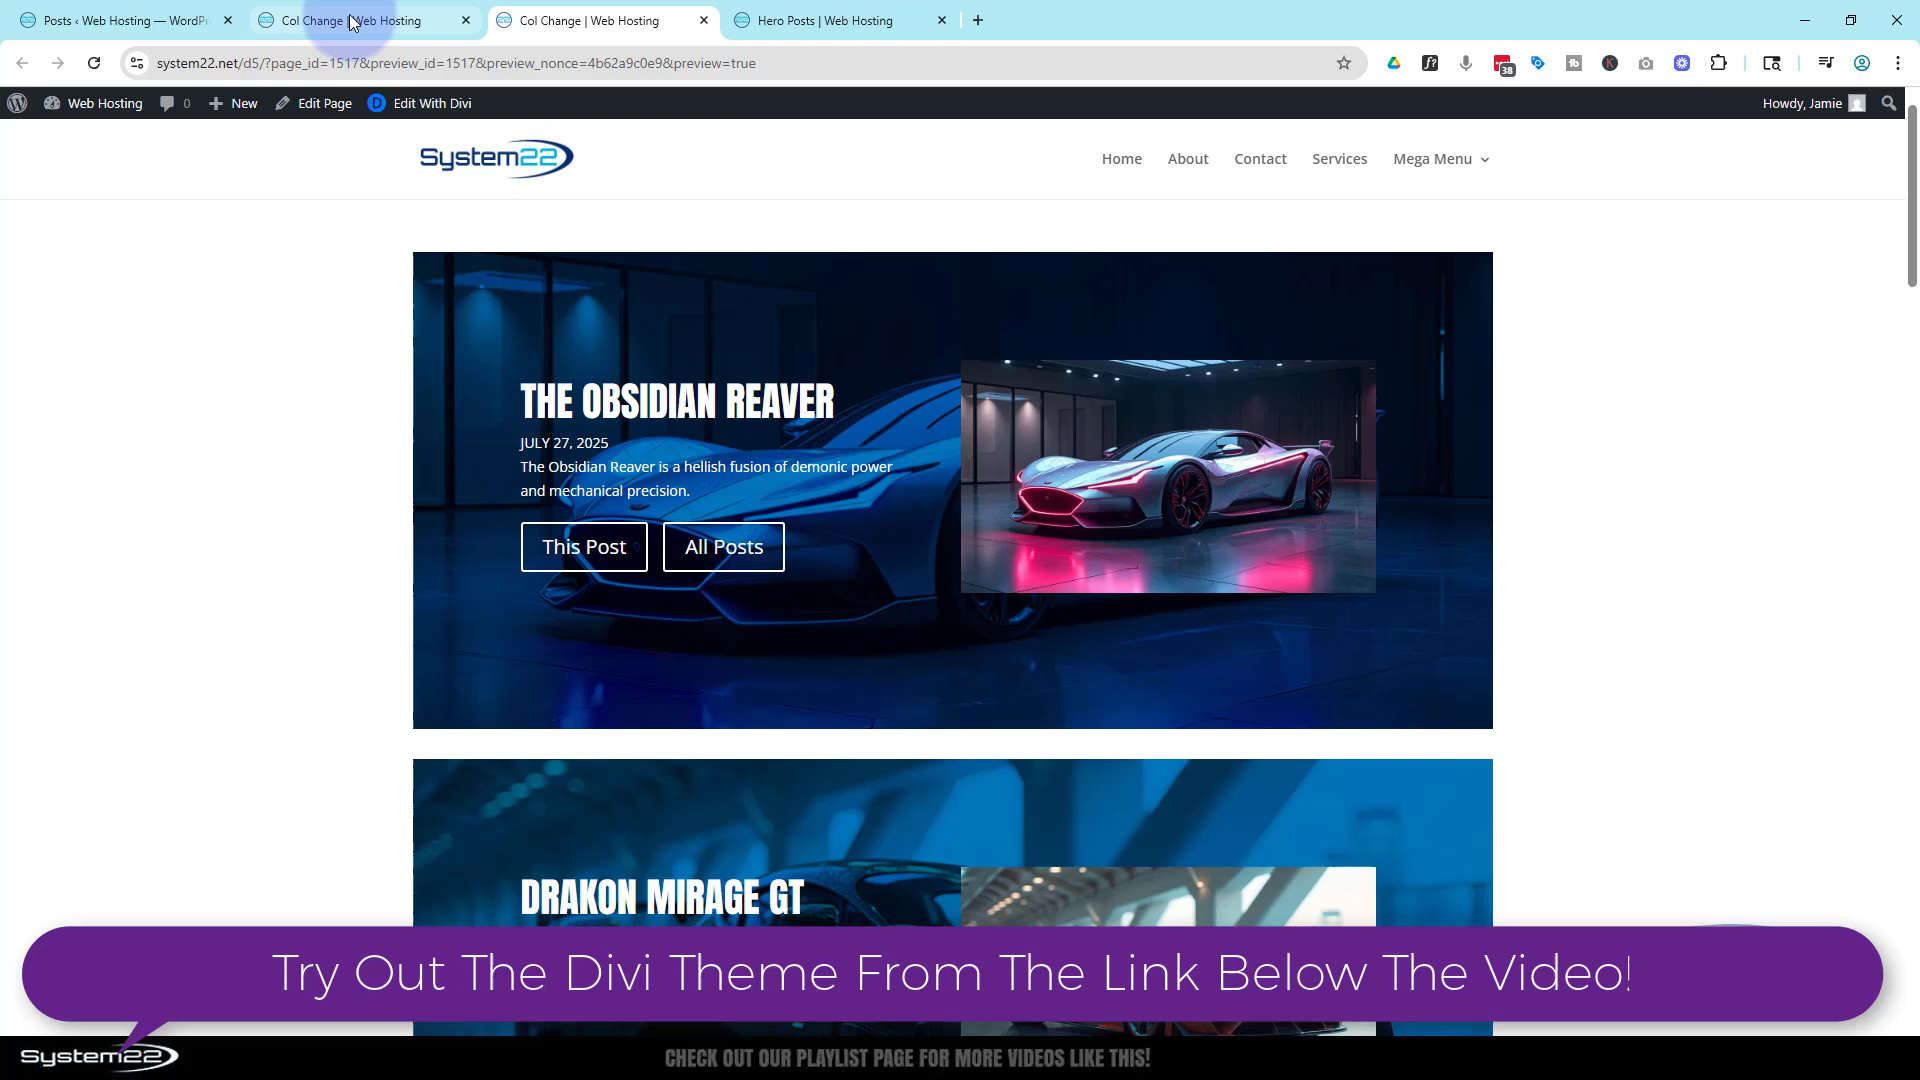 Posts ‹ Web Hosting — WordPr
Col Change | Web Hosting
Col Change | Web Hosting
Hero Posts | Web Hosting
system22.net/d5/?page_id=1517&preview_id=1517&preview_nonce=4b62a9c0e9&preview=true
38
Web Hosting
0
New
Edit Page
Edit With Divi
Howdy, Jamie
System22
Home
About
Contact
Services
Mega Menu
THE OBSIDIAN REAVER
JULY 27, 2025
The Obsidian Reaver is a hellish fusion of demonic power
and mechanical precision.
This Post
All Posts
DRAKON MIRAGE GT
Try Out The Divi Theme From The Link Below The Video!
System22
CHECK OUT OUR PLAYLIST PAGE FOR MORE VIDEOS LIKE THIS!